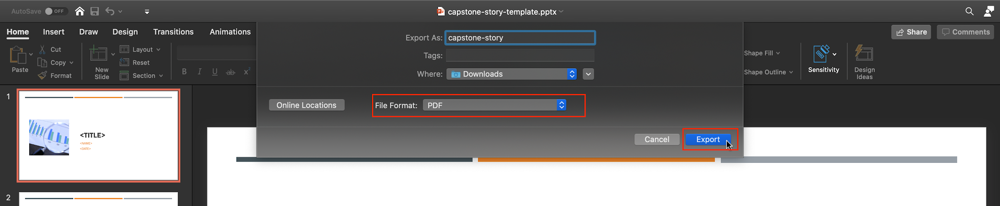 AutoSave OFF
capstone-story-template.pptx
Home Insert Draw Design Transitions Animations
Share Comments
Paste
Cut
Copy
Format
New
Slide
Layout
Reset
Section
B I U ab x²
Export As: capstone-story
Tags:
Where: Downloads
Shape Fill
Shape Outline
Sensitivity
Design
Ideas
Online Locations
File Format: PDF
Cancel Export
1
<TITLE>
<NAME>
<DATE>
2